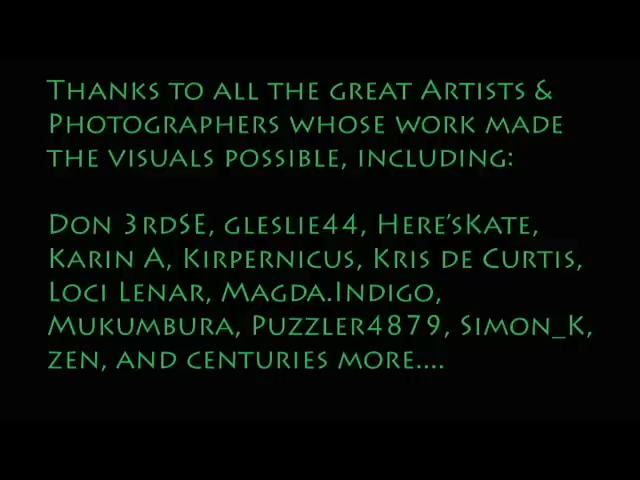 Thanks to all the great Artists &
Photographers whose work made
the visuals possible, including:
Don 3rdSE, gleslie44, Here'sKate,
Karin A, Kirpernicus, Kris de Curtis,
Loci Lenar, Magda.Indigo,
Mukumbura, Puzzler4879, Simon_K,
zen, and centuries more....